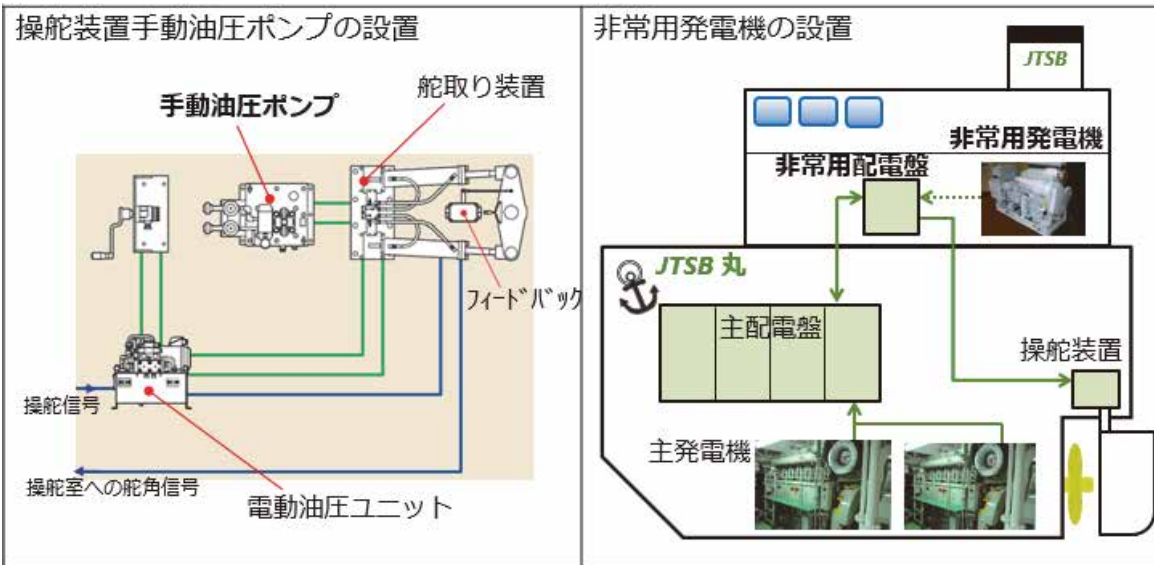 操舵装置手動油圧ポンプの設置
手動油圧ポンプ
舵取り装置
フィードバック
操舵信号
操舵室への舵角信号
電動油圧ユニット
非常用発電機の設置
JTSB
非常用発電機
非常用配電盤
JTSB 丸
主配電盤
操舵装置
主発電機